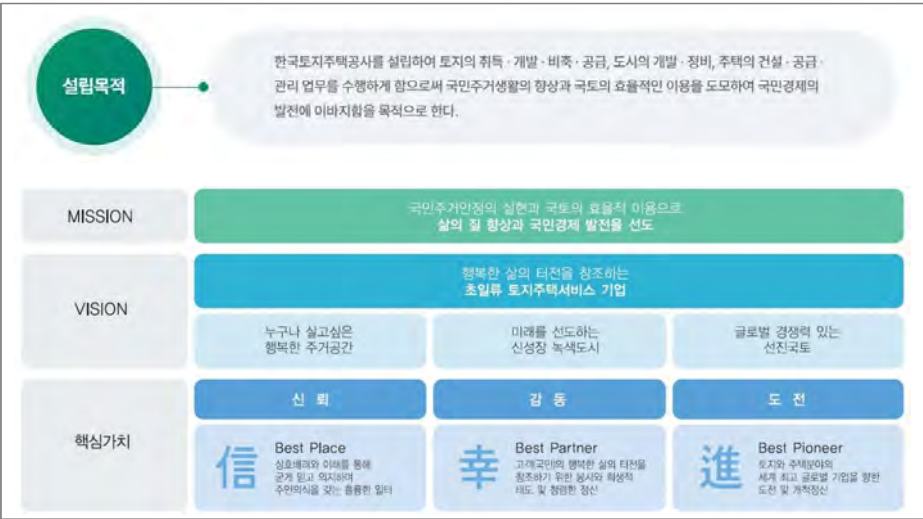 설립목적
한국토지주택공사를 설립하여 토지의 취득 · 개발 · 비축 · 공급, 도시의 개발 · 정비, 주택의 건설 · 공급 ·
관리 업무를 수행하게 함으로써 국민주거생활의 향상과 국토의 효율적인 이용을 도모하여 국민경제의
발전에 이바지함을 목적으로 한다.
MISSION
국민주거안정의 실현과 국토의 효율적 이용으로
삶의 질 향상과 국민경제 발전을 선도
VISION
행복한 삶의 터전을 창조하는
초일류 토지주택서비스 기업
누구나 살고싶은
행복한 주거공간
미래를 선도하는
신성장 녹색도시
글로벌 경쟁력 있는
선진국토
핵심가치
신 뢰
信
Best Place
상호배려와 이해를 통해
굳게 믿고 의지하며
주인의식을 갖는 훌륭한 일터
감 동
幸
Best Partner
고객국민의 행복한 삶의 터전을
창조하기 위한 봉사와 희생적
태도 및 청렴한 정신
도 전
進
Best Pioneer
토지와 주택분야의
세계 최고 글로벌 기업을 향한
도전 및 개척정신